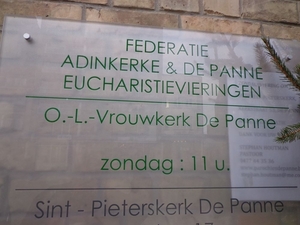 FEDERATIE
ADINKERKE & DE PANNE
EUCHARISTIEVIERINGEN
O.-L.-Vrouwkerk De Panne
zondag : 11 u.
Sint - Pieterskerk De Panne